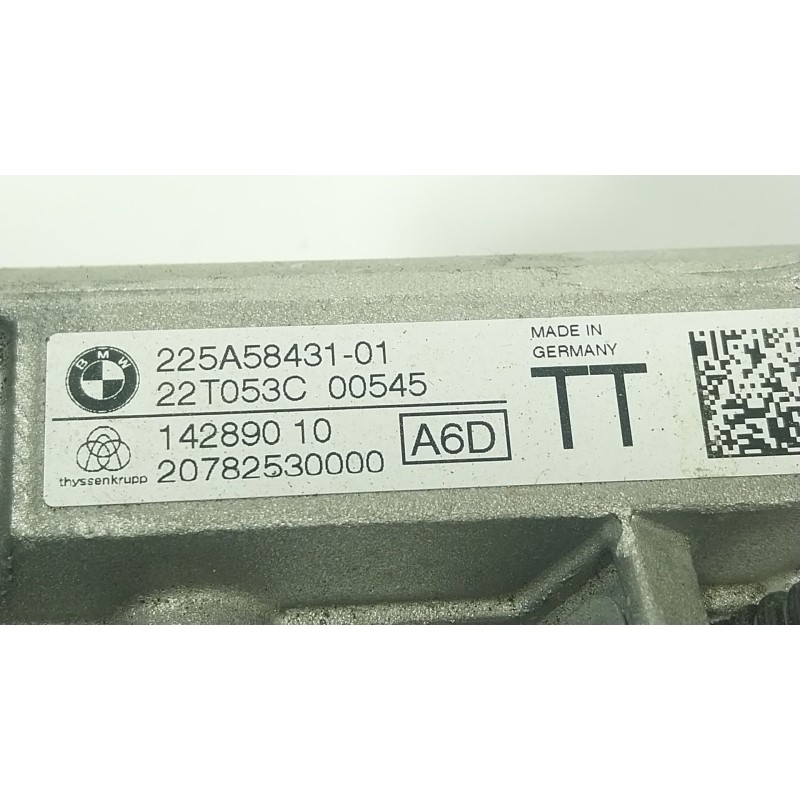 BMW
225A58431-01
22T053C 00545
thyssenkrupp
142890 10
20782530000
A6D
MADE IN
GERMANY
TT